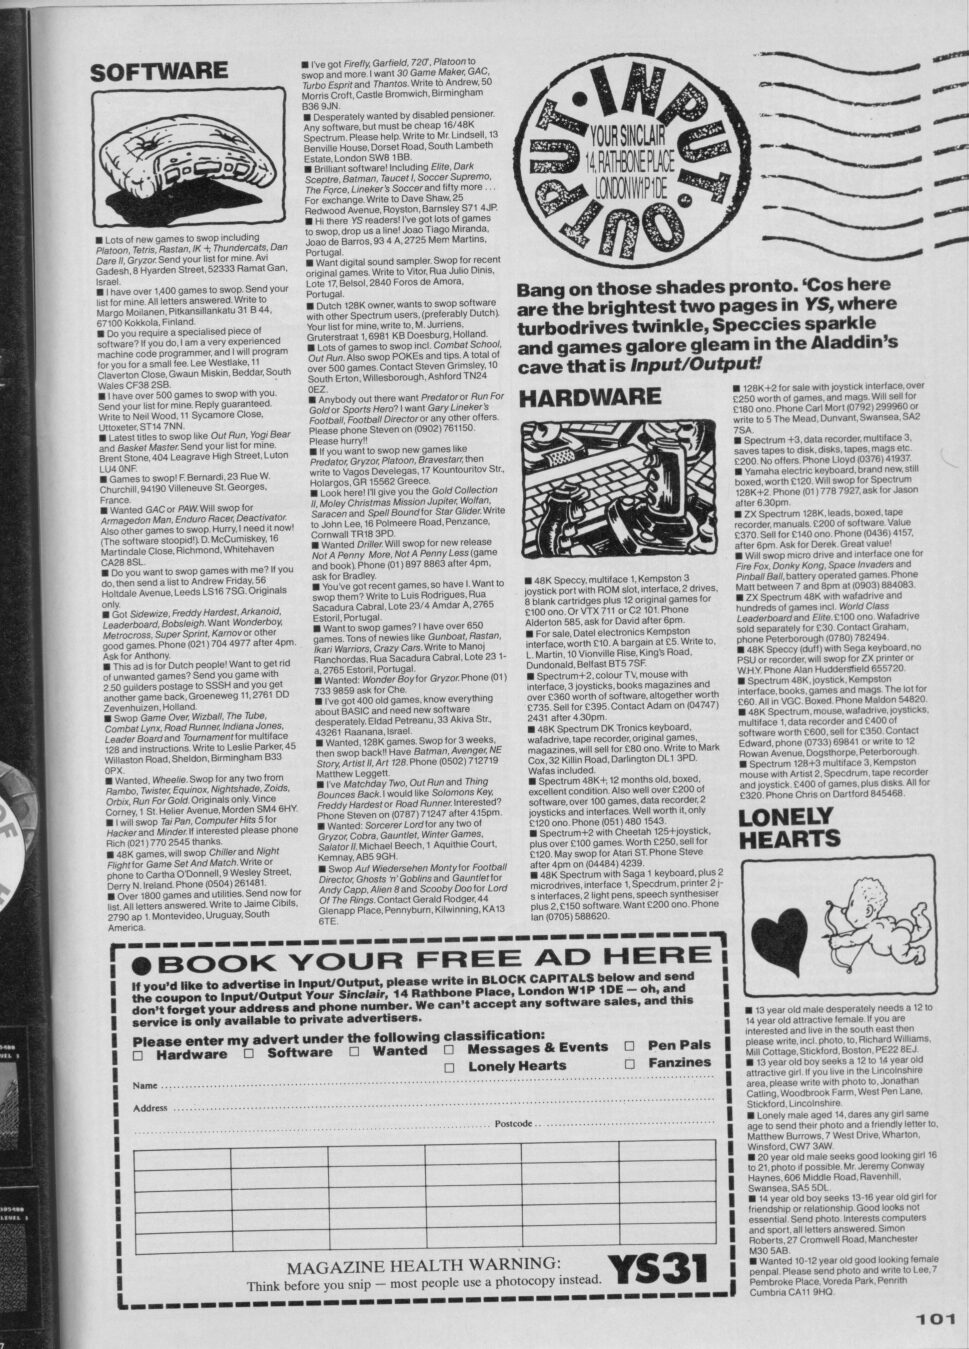 SOFTWARE
■ Lots of new games to swop including
Platoon, Tetris, Rastan, IK +, Thundercats, Dan
Dare II, Gryzor. Send your list for mine. Avi
Gadesh, 8 Hyarden Street, 52333 Ramat Gan,
Israel.
■ I have over 1,400 games to swop. Send your
list for mine. All letters answered. Write to
Margo Moilanen, Pitkansillankatu 31 B 44,
67100 Kokkola, Finland.
■ Do you require a specialised piece of
software? If you do, I am a very experienced
machine code programmer, and I will program
for you for a small fee. Lee Westlake, 11
Claverton Close, Gwaun Miskin, Beddar, South
Wales CF38 2SB.
■ I have over 500 games to swop with you.
Send your list for mine. Reply guaranteed.
Write to Neil Wood, 11 Sycamore Close,
Uttoxeter, ST14 7NN.
■ Latest titles to swop like Out Run, Yogi Bear
and Basket Master. Send your list for mine.
Brent Stone, 404 Leagrave High Street, Luton
LU4 0NF.
■ Games to swop! F. Bernardi, 23 Rue W.
Churchill, 94190 Villeneuve St. Georges,
France.
■ Wanted GAC or PAW. Will swop for
Armagedon Man, Enduro Racer, Deactivator.
Also other games to swop. Hurry, I need it now!
(The software stoopid!). D. McCumiskey, 16
Martindale Close, Richmond, Whitehaven
CA28 8SL.
■ Do you want to swop games with me? If you
do, then send a list to Andrew Friday, 56
Holtdale Avenue, Leeds LS16 7SG. Originals
only.
■ Got Sidewize, Freddy Hardest, Arkanoid,
Leaderboard, Bobsleigh. Want Wonderboy,
Metrocross, Super Sprint, Karnov or other
good games. Phone (021) 704 4977 after 4pm.
Ask for Anthony.
■ This ad is for Dutch people! Want to get rid
of unwanted games? Send you game with
2.50 guilders postage to SSSH and you get
another game back, Groeneweg 11, 2761 DD
Zevenhuizen, Holland.
■ Swop Game Over, Wizball, The Tube,
Combat Lynx, Road Runner, Indiana Jones,
Leader Board and Tournament for multiface
128 and instructions. Write to Leslie Parker, 45
Willaston Road, Sheldon, Birmingham B33
0PX.
■ Wanted, Wheelie. Swop for any two from
Rambo, Twister, Equinox, Nightshade, Zoids,
Orbix, Run For Gold. Originals only. Vince
Corney, 1 St. Helier Avenue, Morden SM4 6HY.
■ I will swop Tai Pan, Computer Hits 5 for
Hacker and Minder. If interested please phone
Rich (021) 770 2545 thanks.
■ 48K games, will swop Chiller and Night
Flight for Game Set And Match. Write or
phone to Cartha O'Donnell, 9 Wesley Street,
Derry N. Ireland. Phone (0504) 261481.
■ Over 1800 games and utilities. Send now for
list. All letters answered. Write to Jaime Cibils,
2790 ap 1. Montevideo, Uruguay, South
America.
■ I've got Firefly, Garfield, 720°, Platoon to
swop and more. I want 30 Game Maker, GAC,
Turbo Esprit and Thantos. Write to Andrew, 50
Morris Croft, Castle Bromwich, Birmingham
B36 9JN.
■ Desperately wanted by disabled pensioner.
Any software, but must be cheap 16/48K
Spectrum. Please help. Write to Mr. Lindsell, 13
Benville House, Dorset Road, South Lambeth
Estate, London SW8 1BB.
■ Brilliant software! Including Elite, Dark
Sceptre, Batman, Taucet I, Soccer Supremo,
The Force, Lineker's Soccer and fifty more . . .
For exchange. Write to Dave Shaw, 25
Redwood Avenue, Royston, Barnsley S71 4JP.
■ Hi there YS readers! I've got lots of games
to swop, drop us a line! Joao Tiago Miranda,
Joao de Barros, 93 4 A, 2725 Mem Martins,
Portugal.
■ Want digital sound sampler. Swop for recent
original games. Write to Vitor, Rua Julio Dinis,
Lote 17, Belsol, 2840 Foros de Amora,
Portugal.
■ Dutch 128K owner, wants to swop software
with other Spectrum users, (preferably Dutch).
Your list for mine, write to, M. Jurriens,
Gruterstraat 1, 6981 KB Doesburg, Holland.
■ Lots of games to swop incl. Combat School,
Out Run. Also swop POKEs and tips. A total of
over 500 games. Contact Steven Grimsley, 10
South Erton, Willesborough, Ashford TN24
0EZ.
■ Anybody out there want Predator or Run For
Gold or Sports Hero? I want Gary Lineker's
Football, Football Director or any other offers.
Please phone Steven on (0902) 761150.
Please hurry!!
■ If you want to swop new games like
Predator, Gryzor, Platoon, Bravestarr, then
write to Vagos Develegas, 17 Kountouritov Str.,
Holargos, GR 15562 Greece.
■ Look here! I'll give you the Gold Collection
II, Moley Christmas Mission Jupiter, Wolfan,
Saracen and Spell Bound for Star Glider. Write
to John Lee, 16 Polmeere Road, Penzance,
Cornwall TR18 3PD.
■ Wanted Driller. Will swop for new release
Not A Penny More, Not A Penny Less (game
and book). Phone (01) 897 8863 after 4pm,
ask for Bradley.
■ You've got recent games, so have I. Want to
swop them? Write to Luis Rodrigues, Rua
Sacadura Cabral, Lote 23/4 Amdar A, 2765
Estoril, Portugal.
■ Want to swop games? I have over 650
games. Tons of newies like Gunboat, Rastan,
Ikari Warriors, Crazy Cars. Write to Manoj
Ranchordas, Rua Sacadura Cabral, Lote 23 1-
a, 2765 Estoril, Portugal.
■ Wanted: Wonder Boy for Gryzor. Phone (01)
733 9859 ask for Che.
■ I've got 400 old games, know everything
about BASIC and need new software
desperately. Eldad Petreanu, 33 Akiva Str.,
43261 Raanana, Israel.
■ Wanted, 128K games. Swop for 3 weeks,
then swop back!! Have Batman, Avenger, NE
Story, Artist II, Art 128. Phone (0502) 712719
Matthew Leggett.
■ I've Matchday Two, Out Run and Thing
Bounces Back. I would like Solomons Key,
Freddy Hardest or Road Runner. Interested?
Phone Steven on (0787) 71247 after 4.15pm.
■ Wanted: Sorcerer Lord for any two of
Gryzor, Cobra, Gauntlet, Winter Games,
Salator II. Michael Beech, 1 Aquithie Court,
Kemnay, AB5 9GH.
■ Swop Auf Wiedersehen Monty for Football
Director, Ghosts 'n' Goblins and Gauntlet for
Andy Capp, Alien 8 and Scooby Doo for Lord
Of The Rings. Contact Gerald Rodger, 44
Glenapp Place, Pennyburn, Kilwinning, KA13
6TE.
INPUT · OUTPUT ·
YOUR SINCLAIR
14, RATHBONE PLACE
LONDON W1P 1DE
Bang on those shades pronto. 'Cos here
are the brightest two pages in YS, where
turbodrives twinkle, Speccies sparkle
and games galore gleam in the Aladdin's
cave that is Input/Output!
HARDWARE
■ 48K Speccy, multiface 1, Kempston 3
joystick port with ROM slot, interface, 2 drives,
8 blank cartridges plus 12 original games for
£100 ono. Or VTX 711 or C2 101. Phone
Alderton 585, ask for David after 6pm.
■ For sale, Datel electronics Kempston
interface, worth £10. A bargain at £5. Write to,
L. Martin, 10 Vionville Rise, King's Road,
Dundonald, Belfast BT5 7SF.
■ Spectrum+2, colour TV, mouse with
interface, 3 joysticks, books magazines and
over £360 worth of software, altogether worth
£735. Sell for £395. Contact Adam on (04747)
2431 after 4.30pm.
■ 48K Spectrum DK Tronics keyboard,
wafadrive, tape recorder, original games,
magazines, will sell for £80 ono. Write to Mark
Cox, 32 Killin Road, Darlington DL1 3PD.
Wafas included.
■ Spectrum 48K+, 12 months old, boxed,
excellent condition. Also well over £200 of
software, over 100 games, data recorder, 2
joysticks and interfaces. Well worth it, only
£120 ono. Phone (051) 480 1543.
■ Spectrum+2 with Cheetah 125+joystick,
plus over £100 games. Worth £250, sell for
£120. May swop for Atari ST. Phone Steve
after 4pm on (04484) 4239.
■ 48K Spectrum with Saga 1 keyboard, plus 2
microdrives, interface 1, Specdrum, printer 2 j-
s interfaces, 2 light pens, speech synthesiser
plus 2, £150 software. Want £200 ono. Phone
Ian (0705) 588620.
■ 128K+2 for sale with joystick interface, over
£250 worth of games, and mags. Will sell for
£180 ono. Phone Carl Mort (0792) 299960 or
write to 5 The Mead, Dunvant, Swansea, SA2
7SA.
■ Spectrum +3, data recorder, multiface 3,
saves tapes to disk, disks, tapes, mags etc.
£200. No offers. Phone Lloyd (0376) 41937.
■ Yamaha electric keyboard, brand new, still
boxed, worth £120. Will swop for Spectrum
128K+2. Phone (01) 778 7927, ask for Jason
after 6.30pm.
■ ZX Spectrum 128K, leads, boxed, tape
recorder, manuals. £200 of software. Value
£370. Sell for £140 ono. Phone (0436) 4157,
after 6pm. Ask for Derek. Great value!
■ Will swop micro drive and interface one for
Fire Fox, Donkey Kong, Space Invaders and
Pinball Ball, battery operated games. Phone
Matt between 7 and 8pm at (0903) 884083.
■ ZX Spectrum 48K with wafadrive and
hundreds of games incl. World Class
Leaderboard and Elite. £100 ono. Wafadrive
sold separately for £30. Contact Graham,
phone Peterborough (0780) 782494.
■ 48K Speccy (duff) with Sega keyboard, no
PSU or recorder, will swop for ZX printer or
W.H.Y. Phone Alan Huddersfield 655720.
■ Spectrum 48K, joystick, Kempston
interface, books, games and mags. The lot for
£60. All in VGC. Boxed. Phone Maldon 54820.
■ 48K Spectrum, mouse, wafadrive, joysticks,
multiface 1, data recorder and £400 of
software worth £600, sell for £350. Contact
Edward, phone (0733) 69841 or write to 12
Rowan Avenue, Dogsthorpe, Peterborough.
■ Spectrum 128+3 multiface 3, Kempston
mouse with Artist 2, Specdrum, tape recorder
and joystick. £400 of games, plus disks. All for
£320. Phone Chris on Dartford 845468.
LONELY
HEARTS
■ 13 year old male desperately needs a 12 to
14 year old attractive female. If you are
interested and live in the south east then
please write, incl. photo, to, Richard Williams,
Mill Cottage, Stickford, Boston, PE22 8EJ.
■ 13 year old boy seeks a 12 to 14 year old
attractive girl. If you live in the Lincolnshire
area, please write with photo to, Jonathan
Catling, Woodbrook Farm, West Pen Lane,
Stickford, Lincolnshire.
■ Lonely male aged 14, dares any girl same
age to send their photo and a friendly letter to,
Matthew Burrows, 7 West Drive, Wharton,
Winsford, CW7 3AW.
■ 20 year old male seeks good looking girl 16
to 21, photo if possible. Mr. Jeremy Conway
Haynes, 606 Middle Road, Ravenhill,
Swansea, SA5 5DL.
■ 14 year old boy seeks 13-16 year old girl for
friendship or relationship. Good looks not
essential. Send photo. Interests computers
and sport, all letters answered. Simon
Roberts, 27 Cromwell Road, Manchester
M30 5AB.
■ Wanted 10-12 year old good looking female
penpal. Please send photo and write to Lee, 7
Pembroke Place, Voreda Park, Penrith
Cumbria CA11 9HQ.
●BOOK YOUR FREE AD HERE
If you'd like to advertise in Input/Output, please write in BLOCK CAPITALS below and send
the coupon to Input/Output Your Sinclair, 14 Rathbone Place, London W1P 1DE — oh, and
don't forget your address and phone number. We can't accept any software sales, and this
service is only available to private advertisers.
Please enter my advert under the following classification:
□ Hardware □ Software □ Wanted □ Messages & Events □ Pen Pals
□ Lonely Hearts □ Fanzines
Name
Address
Postcode
MAGAZINE HEALTH WARNING:
Think before you snip — most people use a photocopy instead.
YS31
101